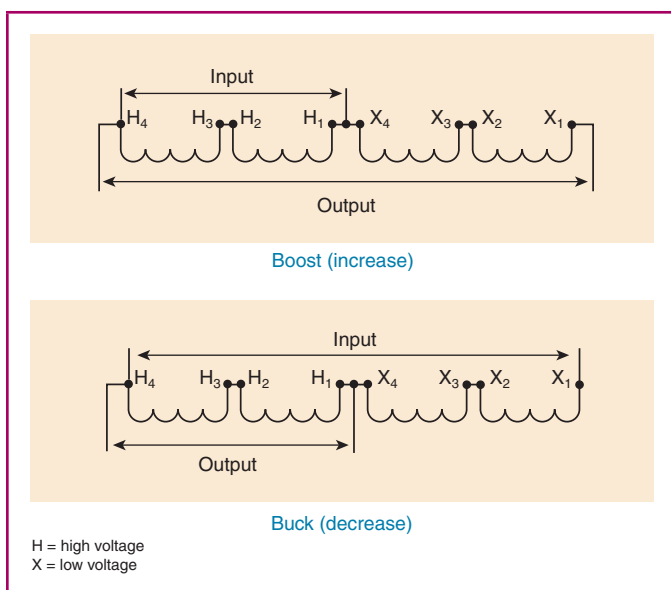 Input
H4 H3 H2 H1 X4 X3 X2 X1
Output
Boost (increase)
Input
H4 H3 H2 H1 X4 X3 X2 X1
Output
Buck (decrease)
H = high voltage
X = low voltage